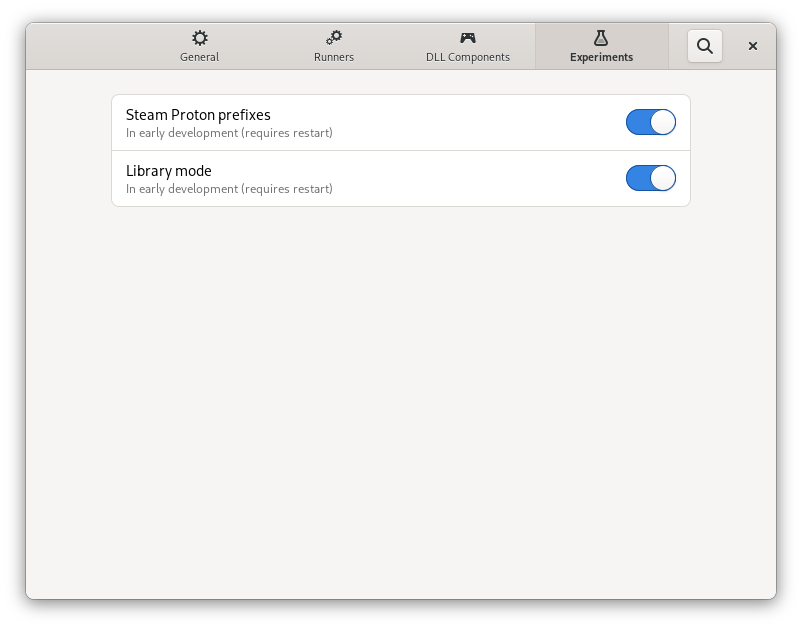 General
Runners
DLL Components
Experiments
Steam Proton prefixes
In early development (requires restart)
Library mode
In early development (requires restart)